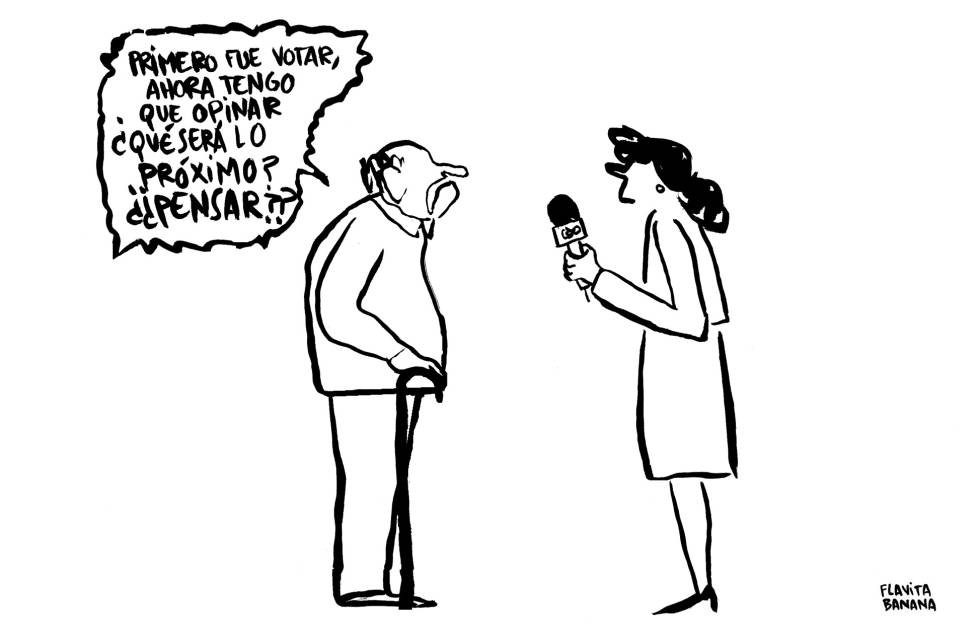 PRIMERO FUE VOTAR,
AHORA TENGO
QUE OPINAR
¿QUÉ SERÁ LO
PRÓXIMO?
¡¿¿PENSAR??!
FLAVITA
BANANA